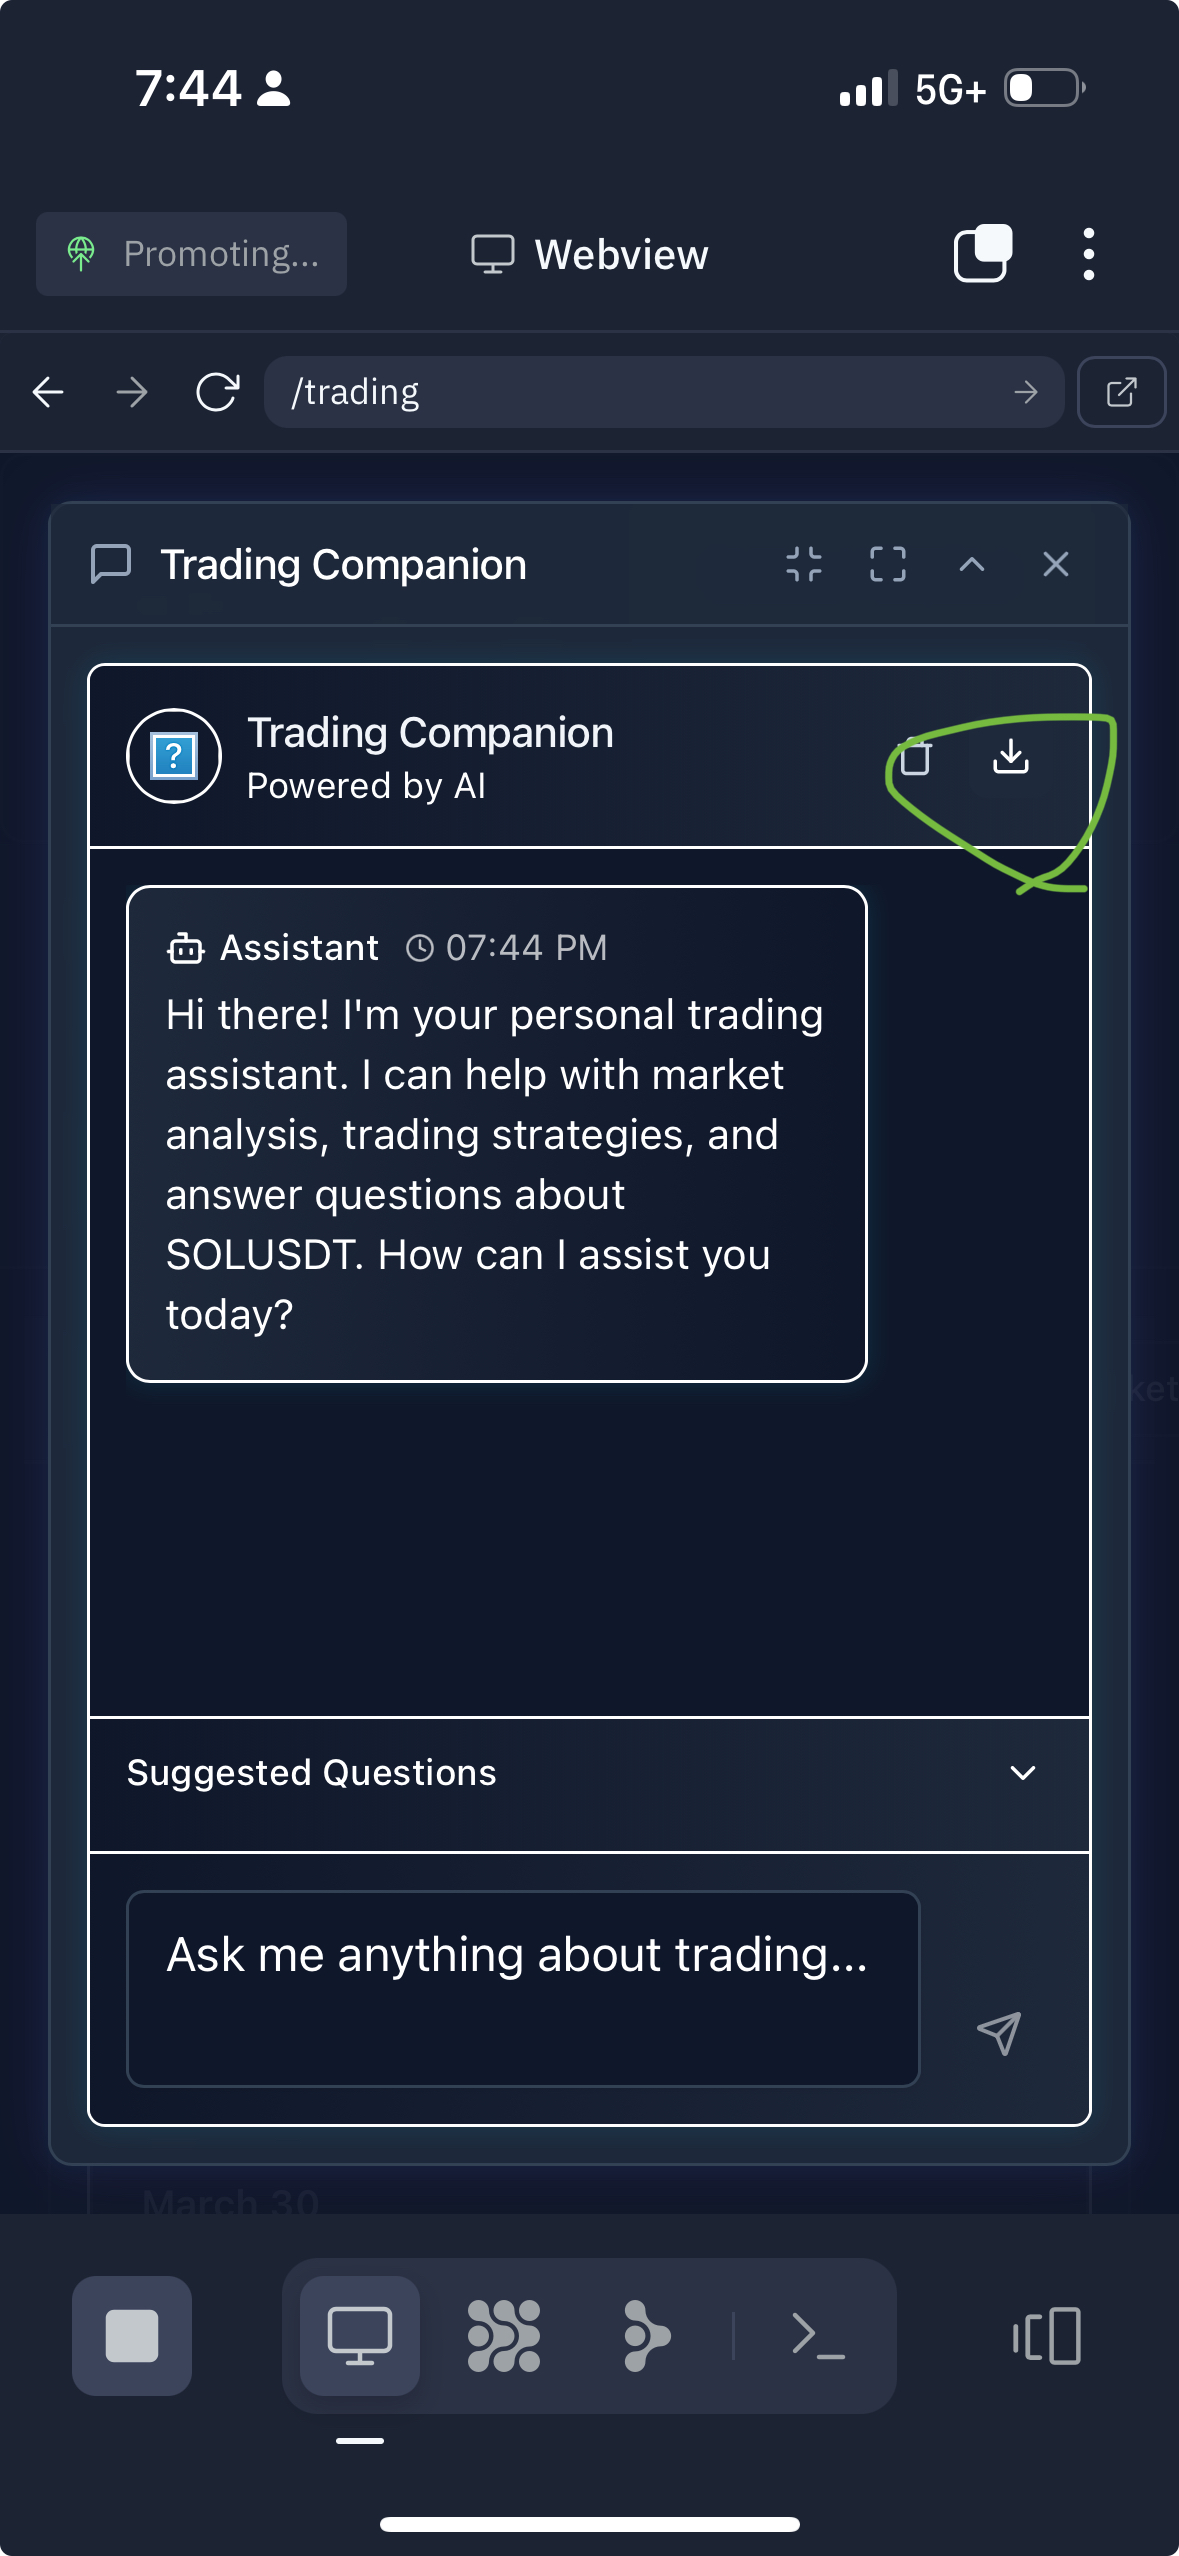 7:44
5G+
Promoting...
Webview
/trading
Trading Companion
?
Trading Companion
Powered by AI
Assistant 07:44 PM
Hi there! I'm your personal trading
assistant. I can help with market
analysis, trading strategies, and
answer questions about
SOLUSDT. How can I assist you
today?
ket
Suggested Questions
Ask me anything about trading...
March 30